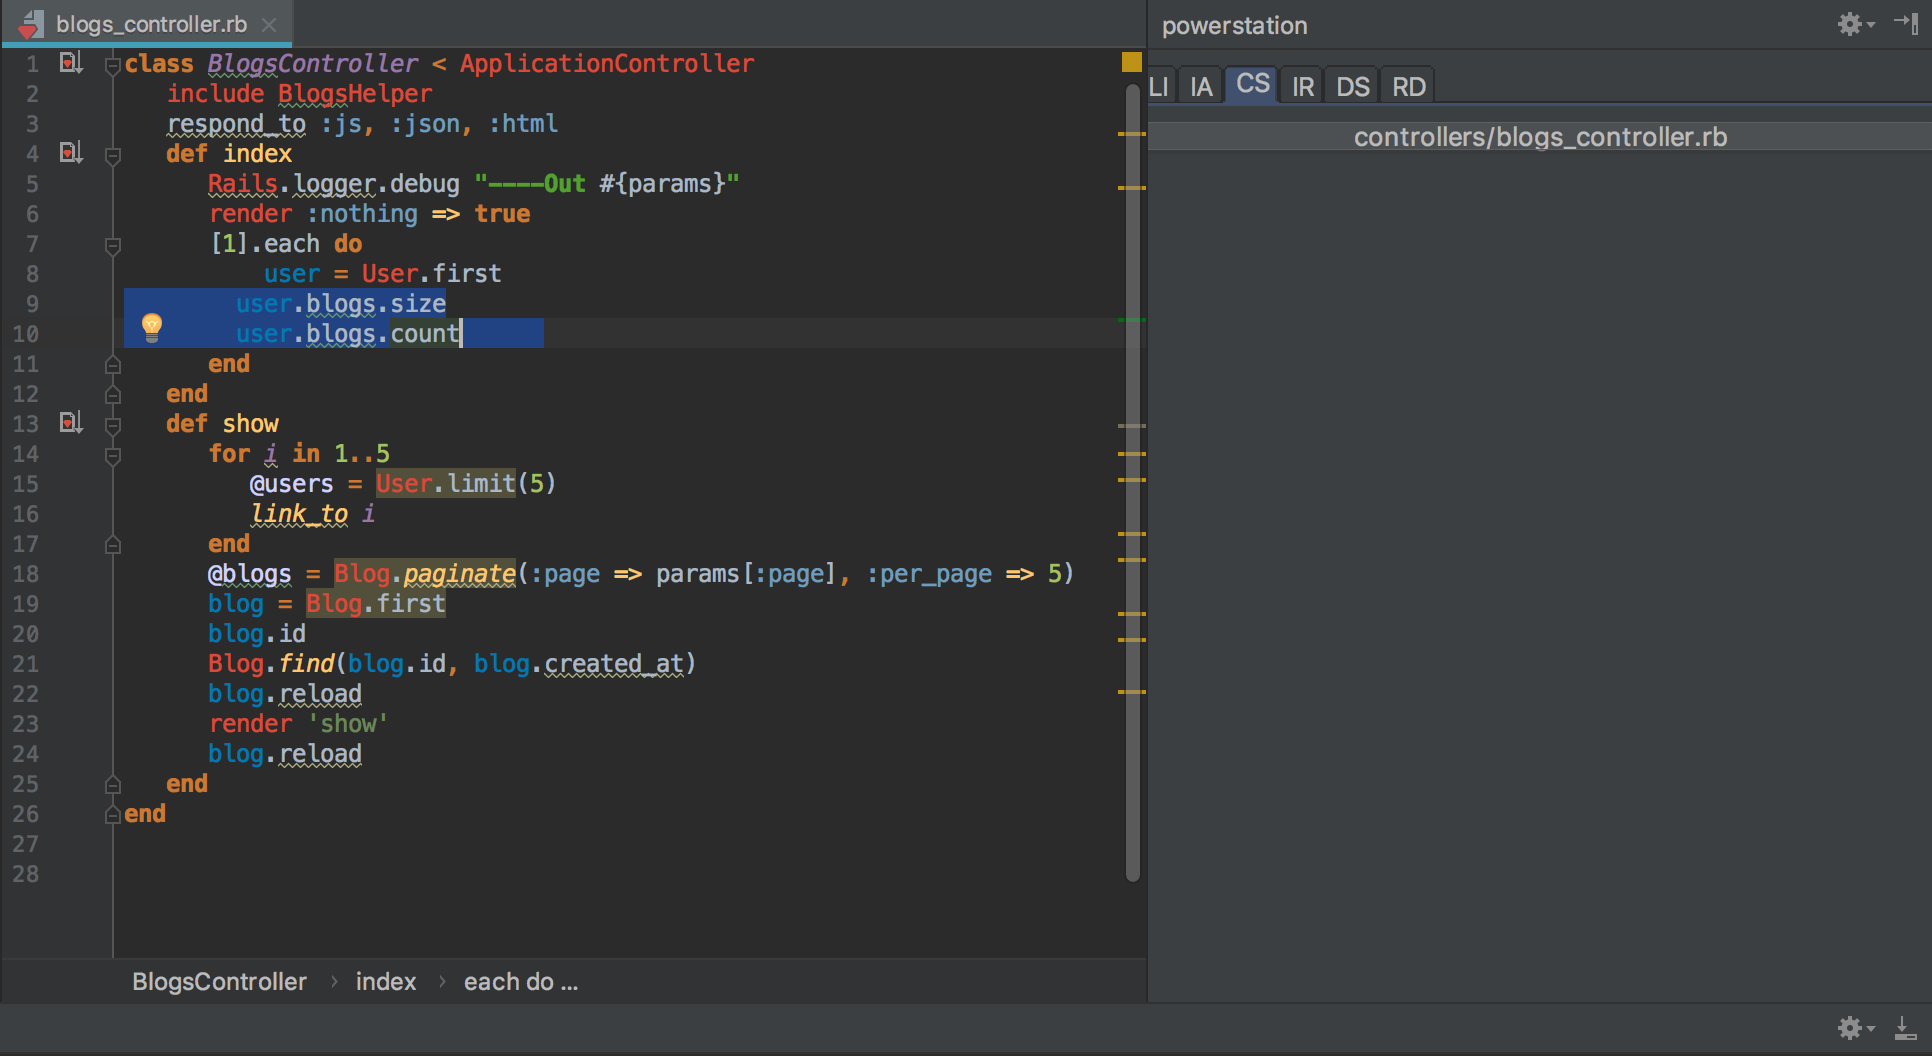 blogs_controller.rb
powerstation
LI IA CS IR DS RD
controllers/blogs_controller.rb
1 class BlogsController < ApplicationController
2 include BlogsHelper
3 respond_to :js, :json, :html
4 def index
5 Rails.logger.debug "----Out #{params}"
6 render :nothing => true
7 [1].each do
8 user = User.first
9 user.blogs.size
10 user.blogs.count
11 end
12 end
13 def show
14 for i in 1..5
15 @users = User.limit(5)
16 link_to i
17 end
18 @blogs = Blog.paginate(:page => params[:page], :per_page => 5)
19 blog = Blog.first
20 blog.id
21 Blog.find(blog.id, blog.created_at)
22 blog.reload
23 render 'show'
24 blog.reload
25 end
26 end
27
28
BlogsController › index › each do ...